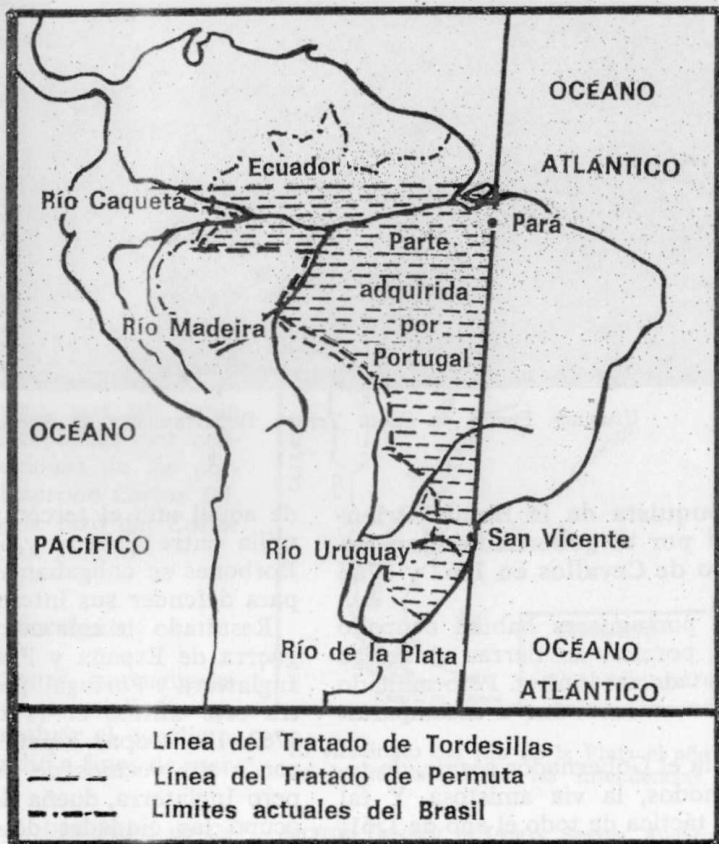 OCÉANO
ATLÁNTICO
Ecuador
Río Caquetá
Pará
Parte
adquirida
por
Portugal
Río Madeira
OCÉANO
PACÍFICO
San Vicente
Río Uruguay
Río de la Plata
OCÉANO
ATLÁNTICO
Línea del Tratado de Tordesillas
Línea del Tratado de Permuta
Límites actuales del Brasil